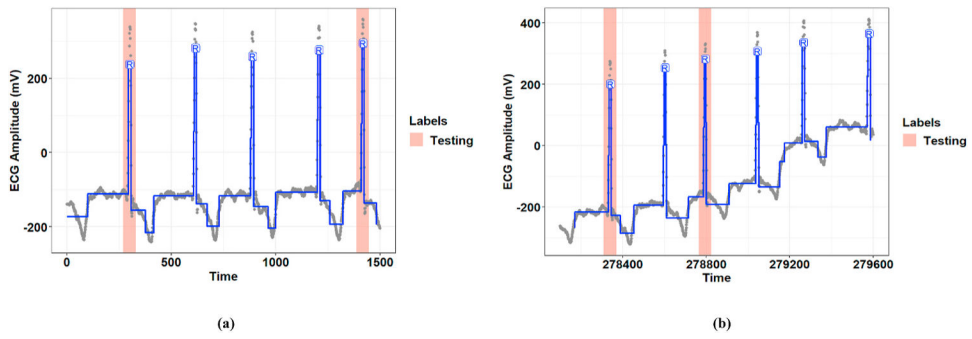 ECG Amplitude (mV)
200
0
-200
R
R
R
R
R
0
500
1000
1500
Time
Labels
Testing
(a)
ECG Amplitude (mV)
400
200
0
-200
R
R
R
R
R
R
278400
278800
279200
279600
Time
Labels
Testing
(b)